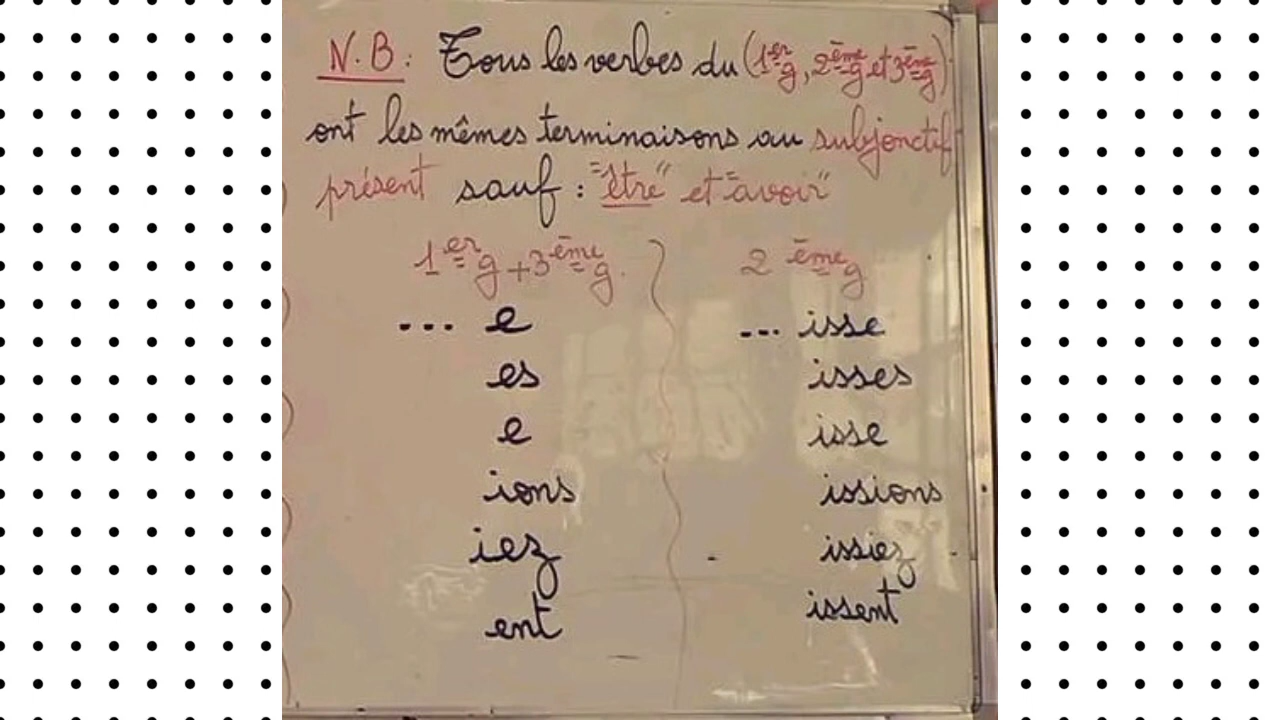 N.B : Tous les verbes du (1er g, 2ème g et 3ème g)
ont les mêmes terminaisons au subjonctif
présent sauf : "être" et "avoir"
1er g + 3ème g.
... e
es
e
ions
iez
ent
2 ème g
... isse
isses
isse
issions
issiez
issent